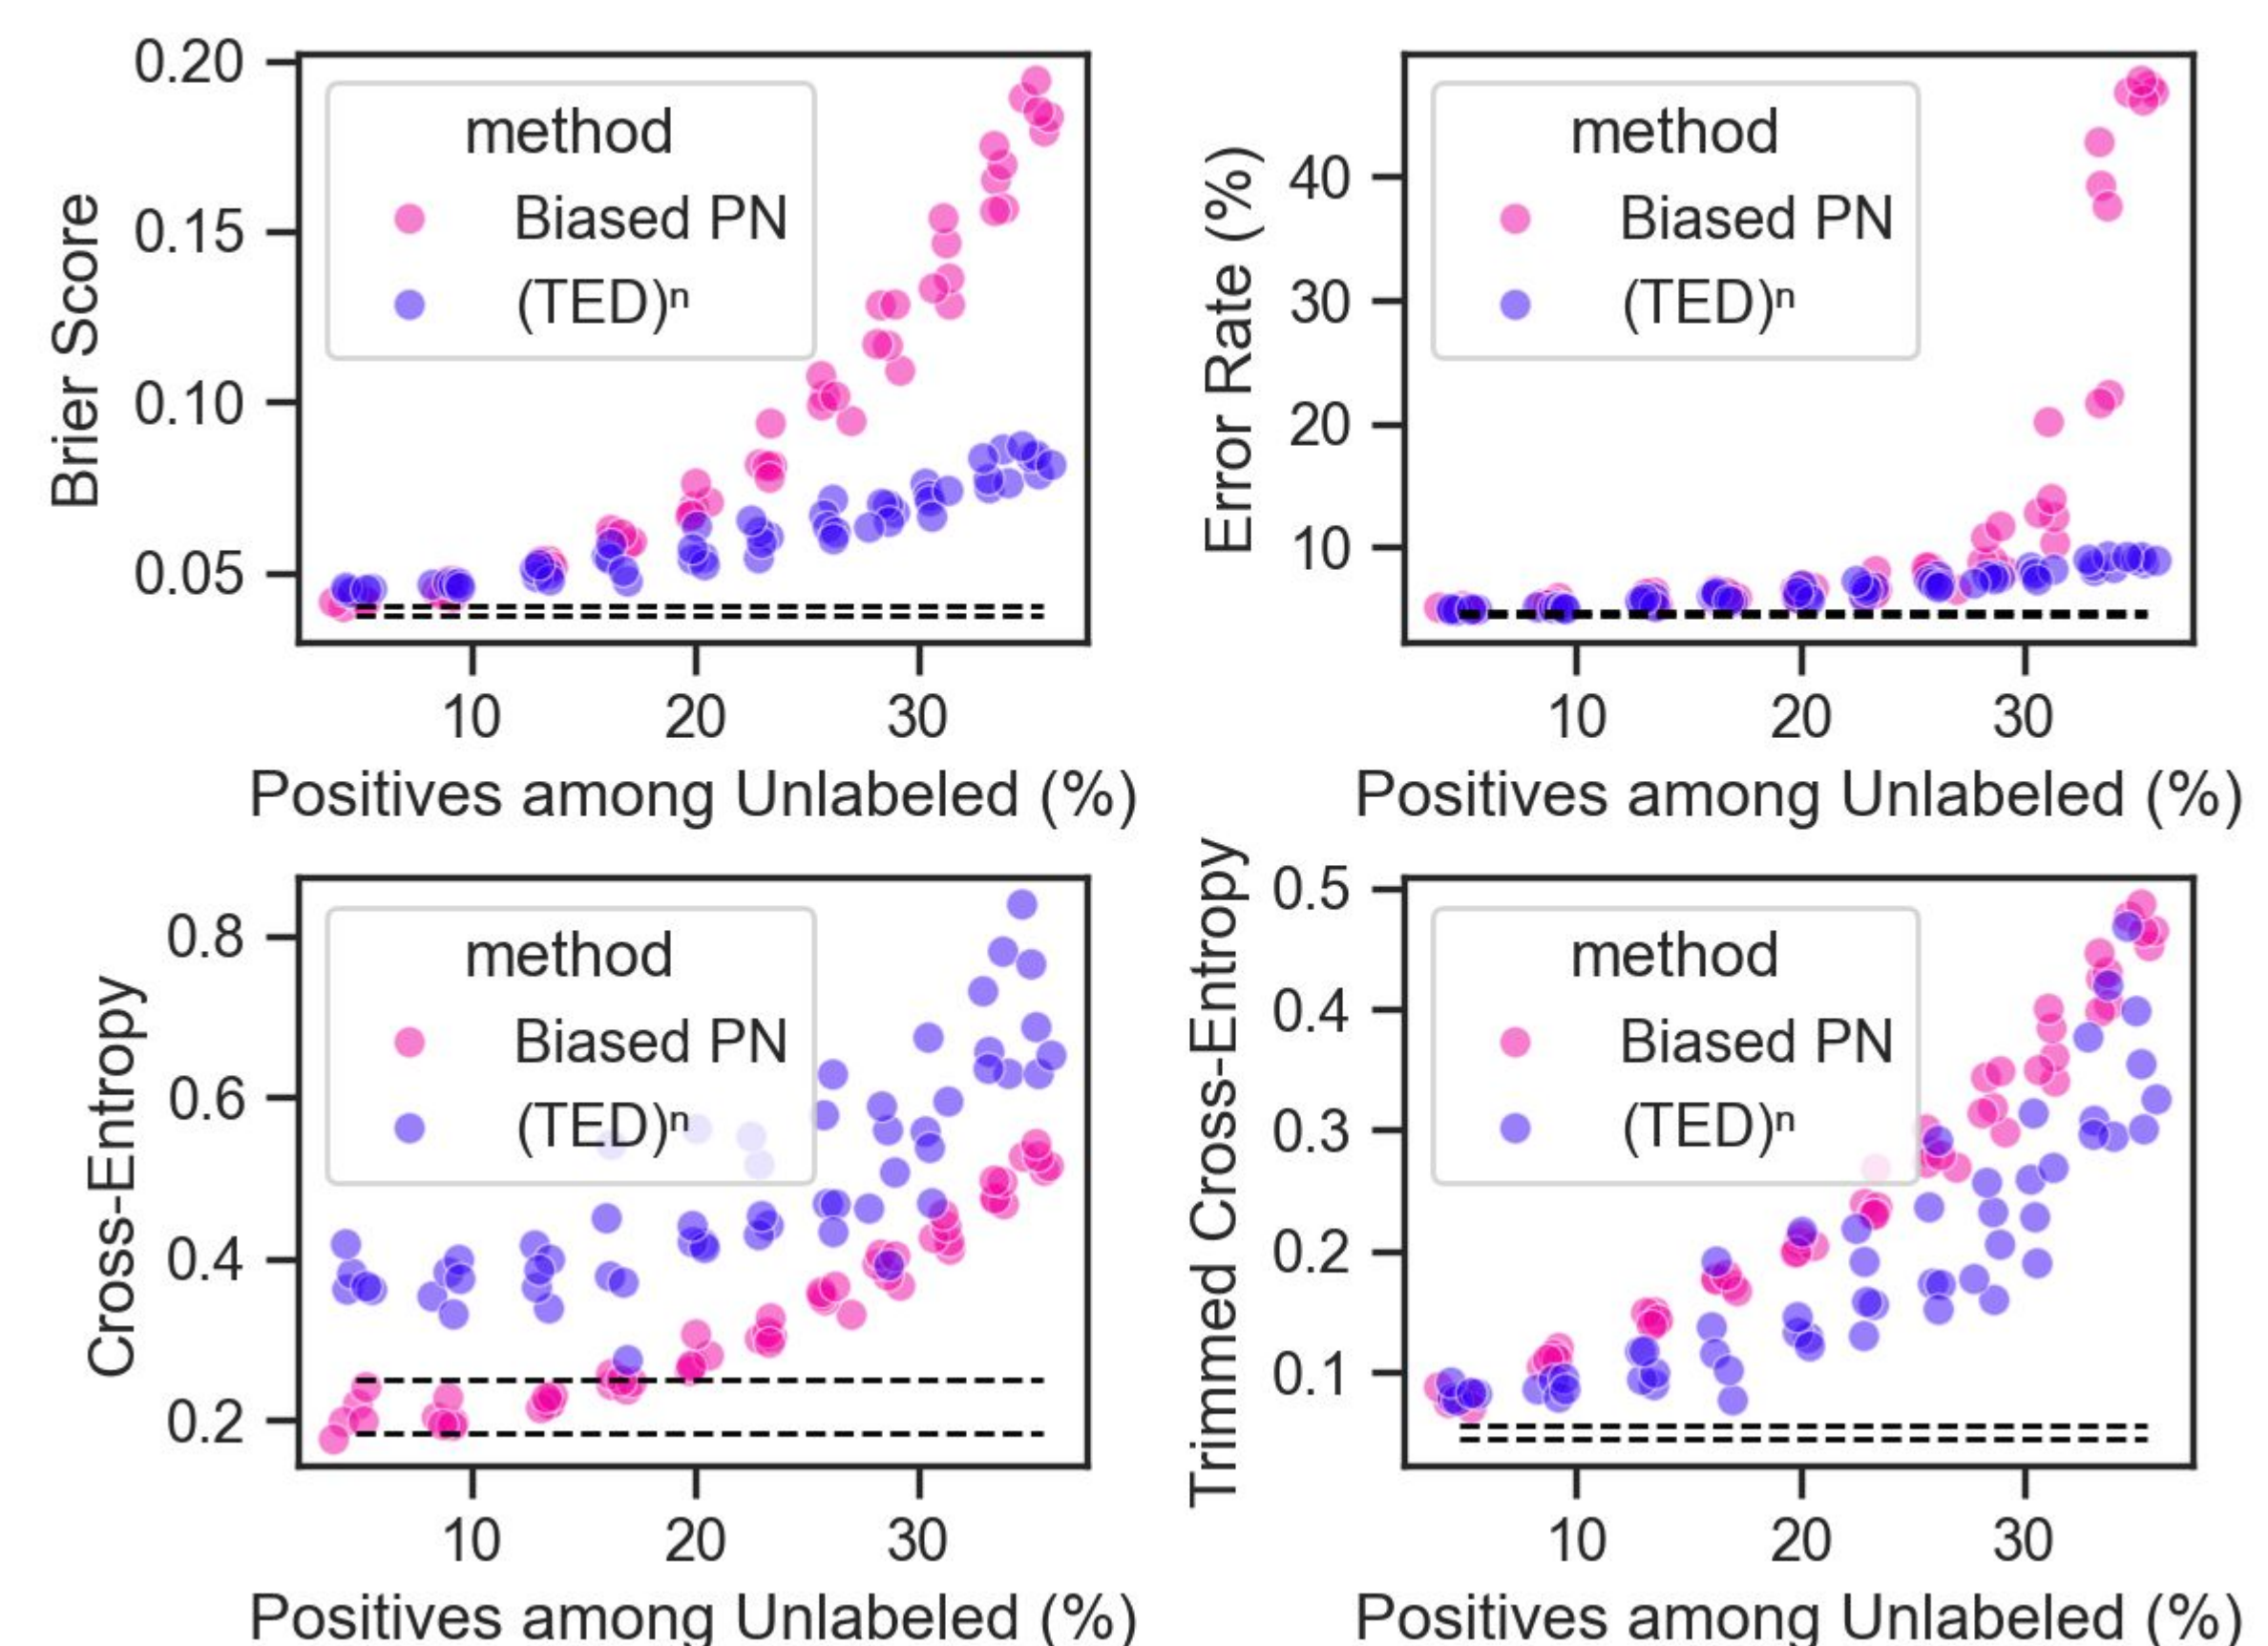 0.20
0.15
0.10
0.05
Brier Score
method
Biased PN
(TED)ⁿ
10 20 30
Positives among Unlabeled (%)
40
30
20
10
Error Rate (%)
method
Biased PN
(TED)ⁿ
10 20 30
Positives among Unlabeled (%)
0.8
0.6
0.4
0.2
Cross-Entropy
method
Biased PN
(TED)ⁿ
10 20 30
Positives among Unlabeled (%)
0.5
0.4
0.3
0.2
0.1
Trimmed Cross-Entropy
method
Biased PN
(TED)ⁿ
10 20 30
Positives among Unlabeled (%)